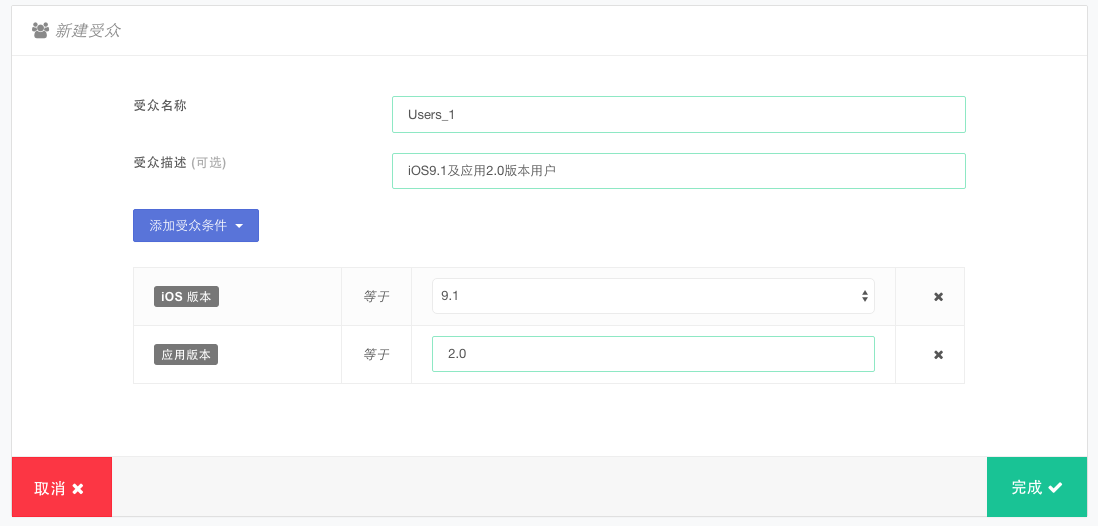 新建受众
受众名称
Users_1
受众描述 (可选)
iOS9.1及应用2.0版本用户
添加受众条件
iOS 版本 等于 9.1
应用版本 等于 2.0
取消 完成